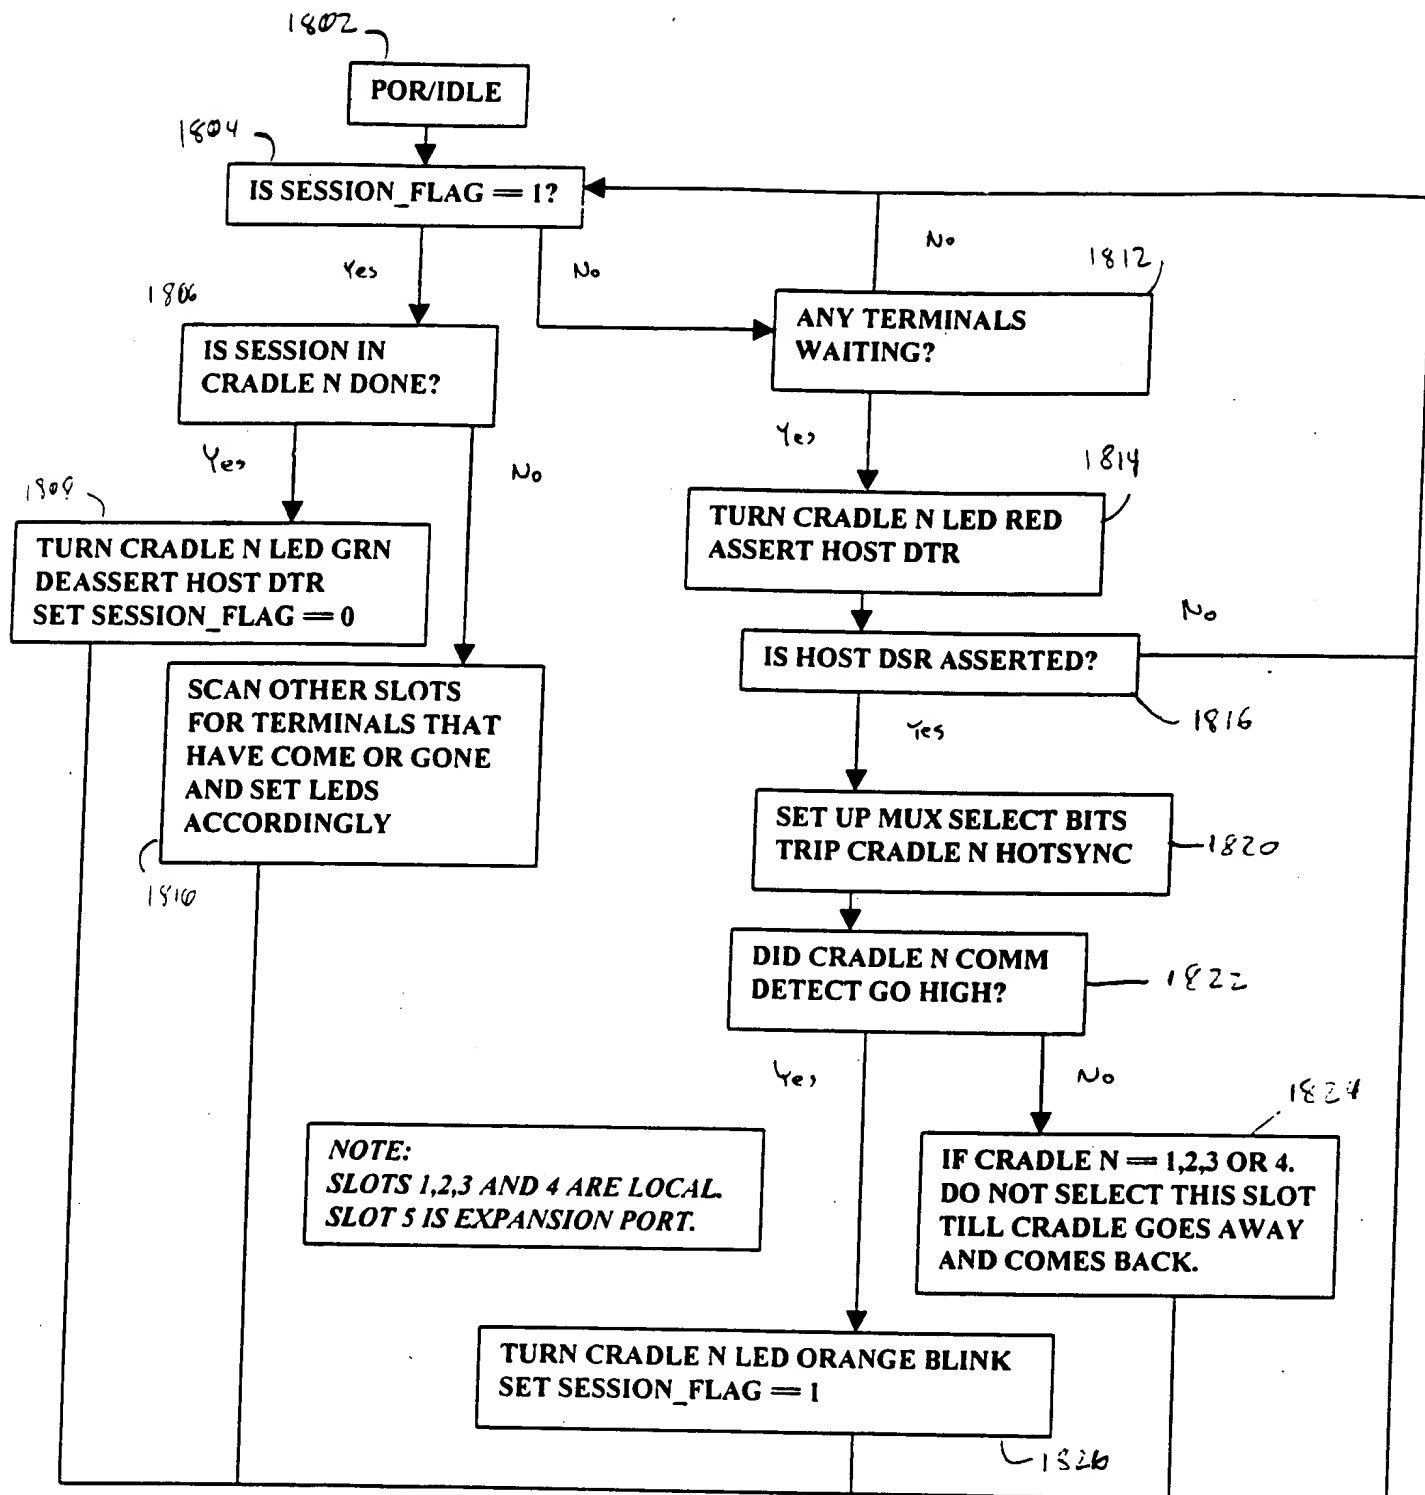 1802
POR/IDLE
1804
IS SESSION_FLAG == 1?
Yes
No
No
1812
1806
IS SESSION IN
CRADLE N DONE?
ANY TERMINALS
WAITING?
Yes
No
Yes
1814
1808
TURN CRADLE N LED GRN
DEASSERT HOST DTR
SET SESSION_FLAG == 0
TURN CRADLE N LED RED
ASSERT HOST DTR
No
IS HOST DSR ASSERTED?
1816
SCAN OTHER SLOTS
FOR TERMINALS THAT
HAVE COME OR GONE
AND SET LEDS
ACCORDINGLY
1810
Yes
SET UP MUX SELECT BITS
TRIP CRADLE N HOTSYNC
1820
DID CRADLE N COMM
DETECT GO HIGH?
1822
Yes
No
1824
NOTE:
SLOTS 1,2,3 AND 4 ARE LOCAL.
SLOT 5 IS EXPANSION PORT.
IF CRADLE N == 1,2,3 OR 4.
DO NOT SELECT THIS SLOT
TILL CRADLE GOES AWAY
AND COMES BACK.
TURN CRADLE N LED ORANGE BLINK
SET SESSION_FLAG == 1
1826